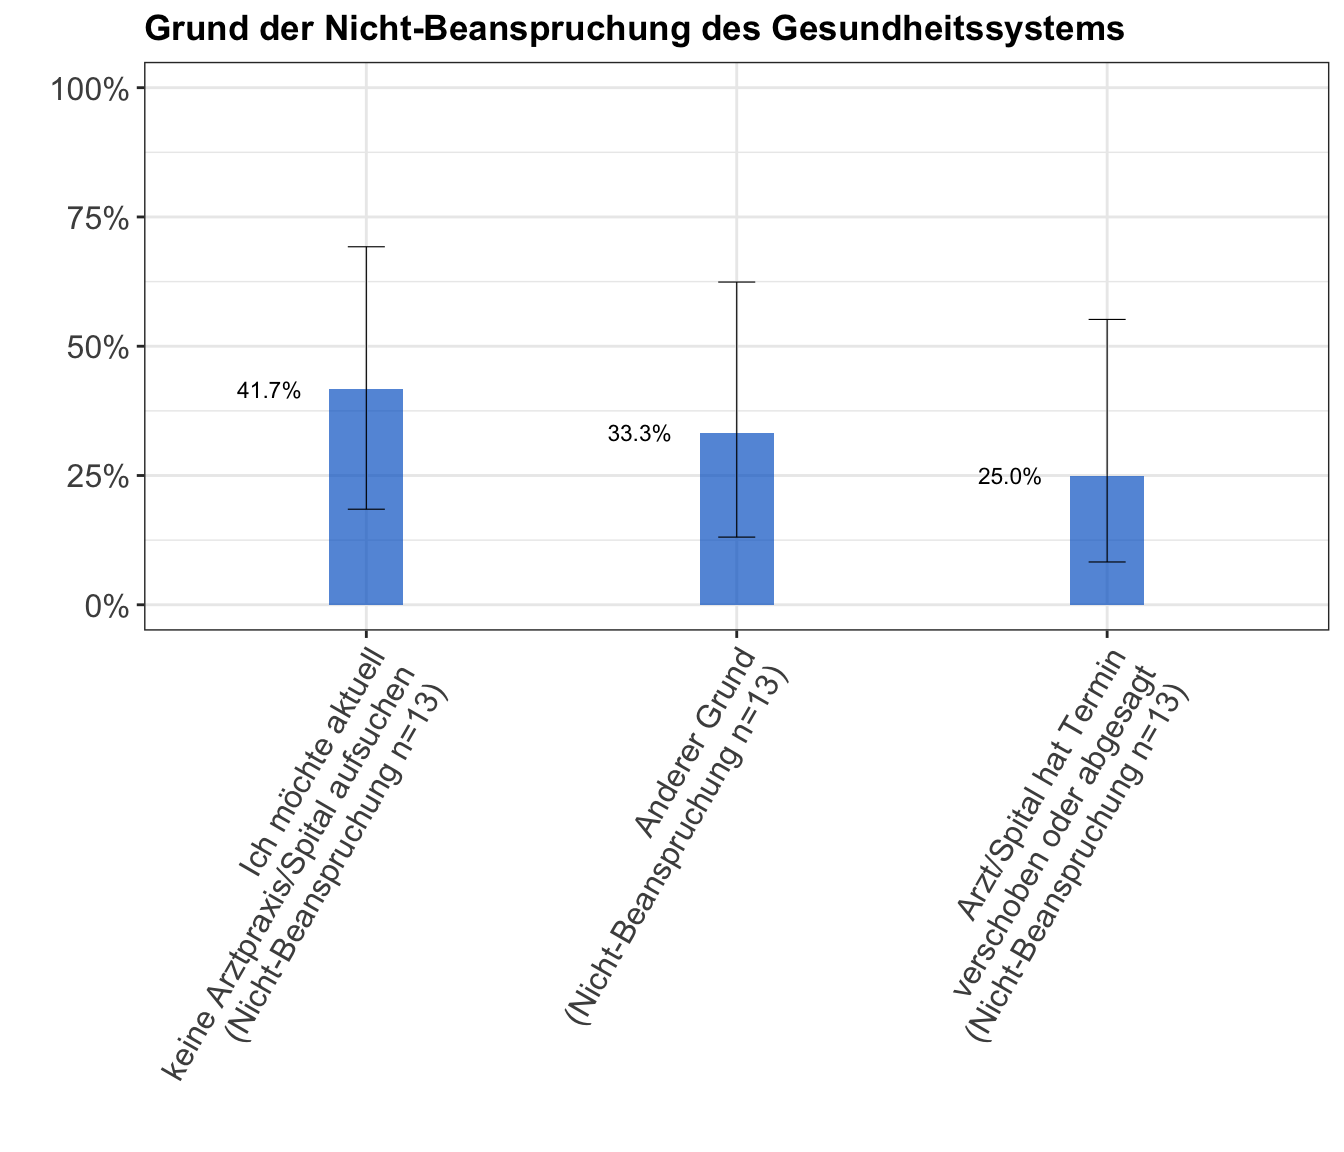 Grund der Nicht-Beanspruchung des Gesundheitssystems
100%
75%
50%
25%
0%
41.7%
33.3%
25.0%
Ich möchte aktuell
keine Arztpraxis/Spital aufsuchen
(Nicht-Beanspruchung n=13)
Anderer Grund
(Nicht-Beanspruchung n=13)
Arzt/Spital hat Termin
verschoben oder abgesagt
(Nicht-Beanspruchung n=13)